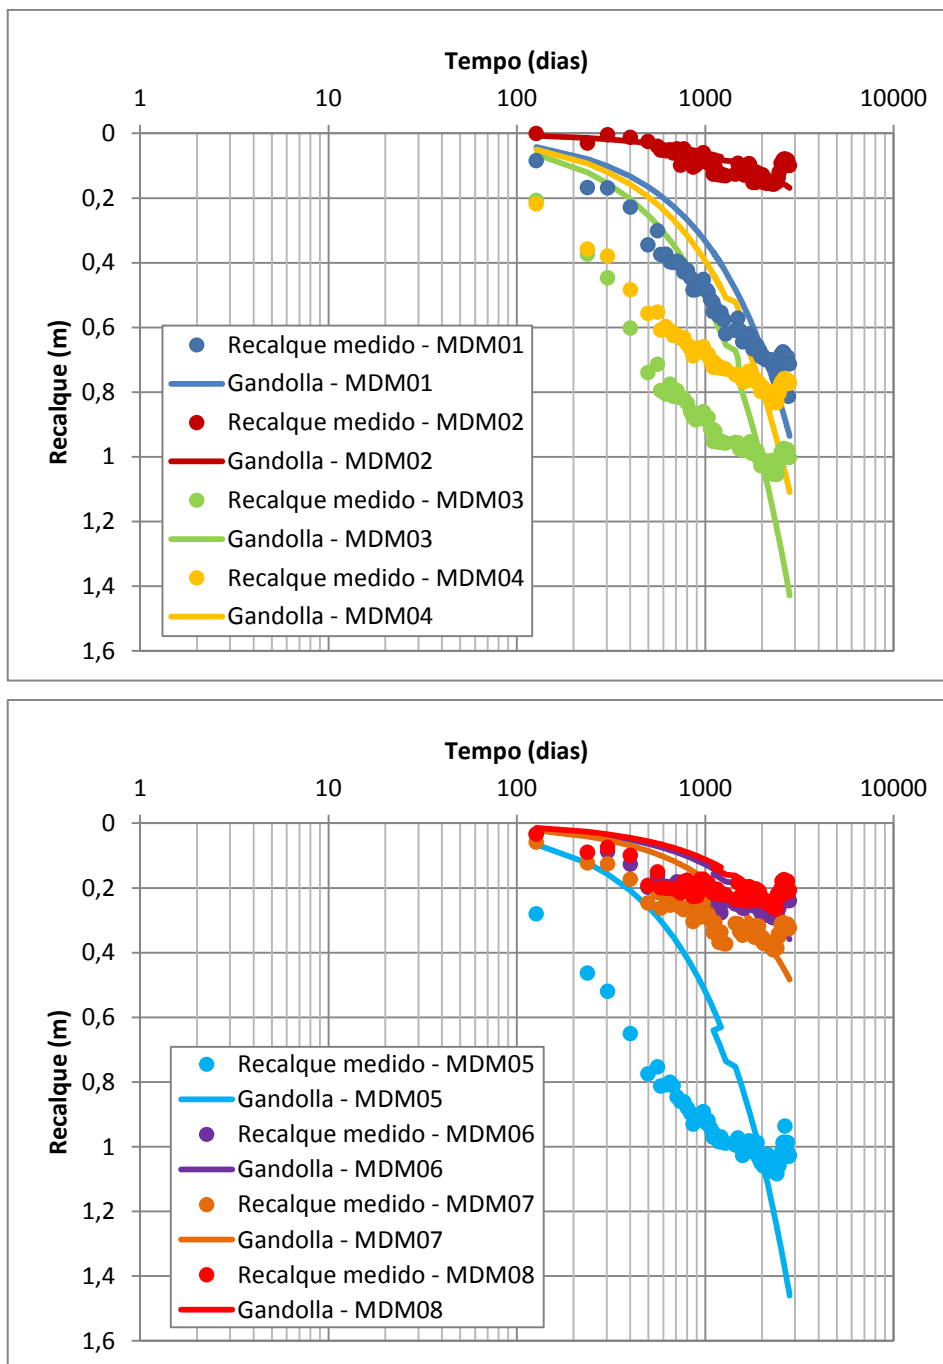 Tempo (dias)
1 10 100 1000 10000
0
0,2
0,4
0,6
0,8
1
1,2
1,4
1,6
Recalque (m)
Recalque medido - MDM01
Gandolla - MDM01
Recalque medido - MDM02
Gandolla - MDM02
Recalque medido - MDM03
Gandolla - MDM03
Recalque medido - MDM04
Gandolla - MDM04
Tempo (dias)
1 10 100 1000 10000
0
0,2
0,4
0,6
0,8
1
1,2
1,4
1,6
Recalque (m)
Recalque medido - MDM05
Gandolla - MDM05
Recalque medido - MDM06
Gandolla - MDM06
Recalque medido - MDM07
Gandolla - MDM07
Recalque medido - MDM08
Gandolla - MDM08